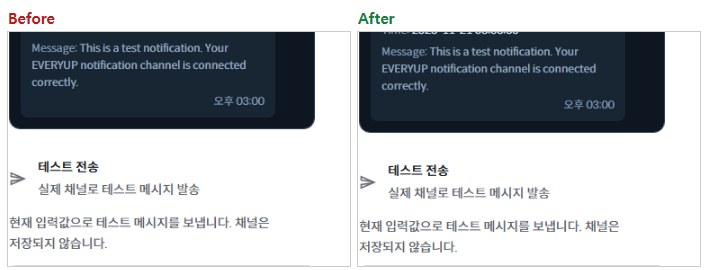 Before
Message: This is a test notification. Your
EVERYUP notification channel is connected
correctly.
오후 03:00
테스트 전송
실제 채널로 테스트 메시지 발송
현재 입력값으로 테스트 메시지를 보냅니다. 채널은
저장되지 않습니다.
After
Message: This is a test notification. Your
EVERYUP notification channel is connected
correctly.
오후 03:00
테스트 전송
실제 채널로 테스트 메시지 발송
현재 입력값으로 테스트 메시지를 보냅니다. 채널은
저장되지 않습니다.